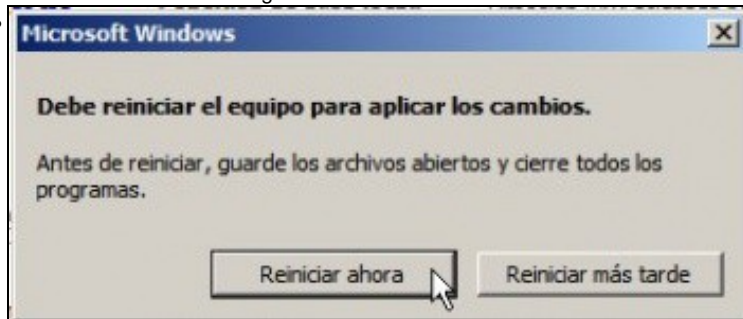 Microsoft Windows
Debe reiniciar el equipo para aplicar los cambios.
Antes de reiniciar, guarde los archivos abiertos y cierre todos los
programas.
Reiniciar ahora
Reiniciar más tarde